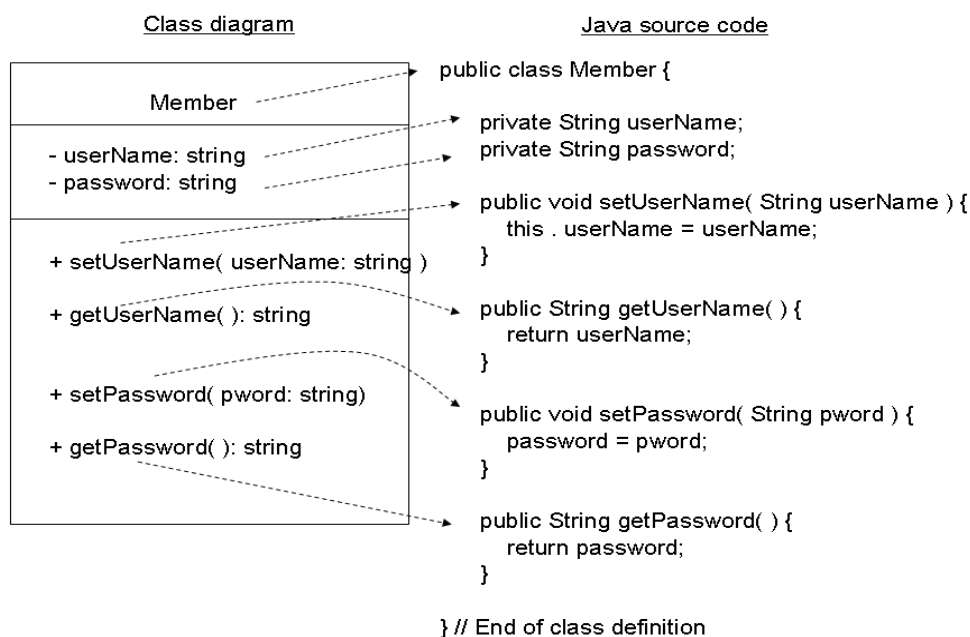 Class diagram
Member
- userName: string
- password: string
+ setUserName( userName: string )
+ getUserName( ): string
+ setPassword( pword: string)
+ getPassword( ): string
Java source code
public class Member {
private String userName;
private String password;
public void setUserName( String userName ) {
this . userName = userName;
}
public String getUserName( ) {
return userName;
}
public void setPassword( String pword ) {
password = pword;
}
public String getPassword( ) {
return password;
}
} // End of class definition